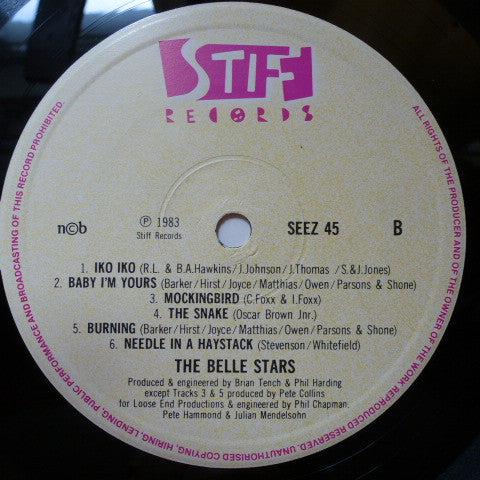 STIFF
RECORDS
n©b
℗ 1983
Stiff Records
SEEZ 45
B
1. IKO IKO (R.L & B.A.Hawkins/J.Johnson/J.Thomas/S.&J.Jones)
2. BABY I'M YOURS (Barker/Hirst/Joyce/Matthias/Owen/Parsons & Shone)
3. MOCKINGBIRD (C.Foxx & I.Foxx)
4. THE SNAKE (Oscar Brown Jnr.)
5. BURNING (Barker/Hirst/Joyce/Matthias/Owen/Parsons & Shone)
6. NEEDLE IN A HAYSTACK (Stevenson/Whitefield)
THE BELLE STARS
Produced & engineered by Brian Tench & Phil Harding
except Tracks 3 & 5 produced by Pete Collins
for Loose End Productions & engineered by Phil Chapman.
Pete Hammond & Julian Mendelsohn
ALL RIGHTS OF THE PRODUCER AND OF THE OWNER OF THE WORK REPRODUCED RESERVED. UNAUTHORISED COPYING, HIRING, LENDING, PUBLIC PERFORMANCE AND BROADCASTING OF THIS RECORD PROHIBITED.